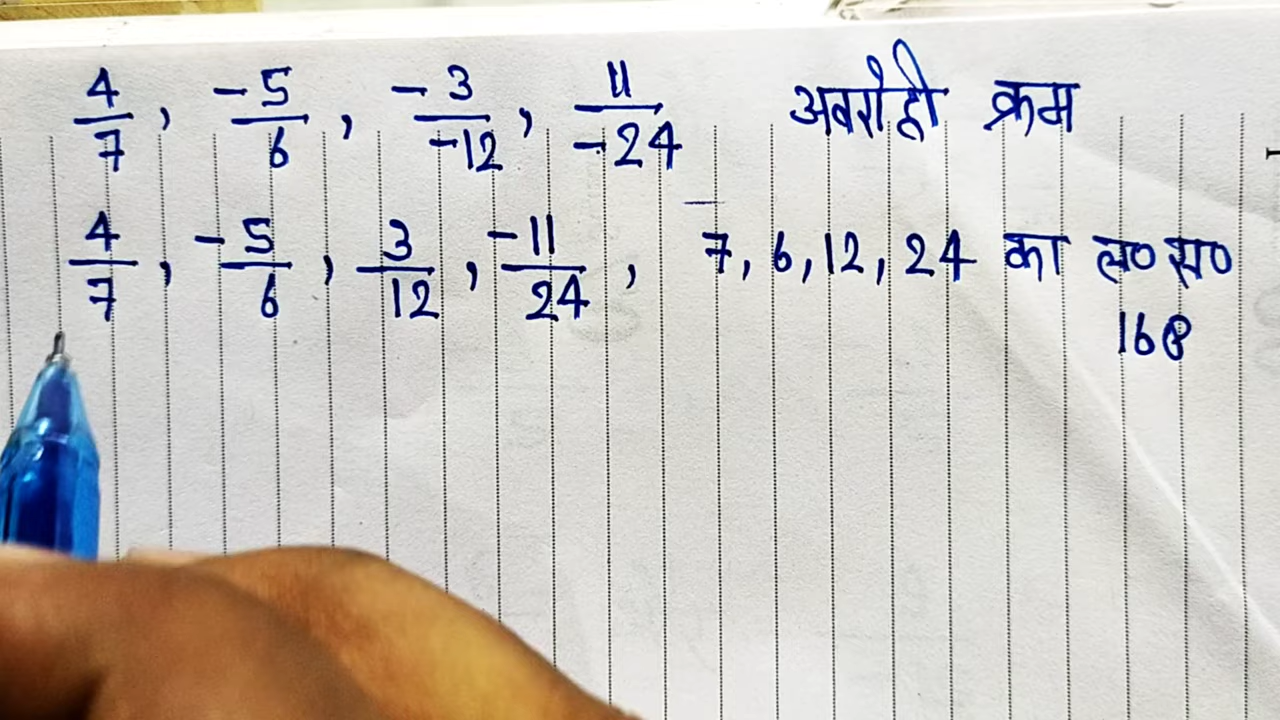 4/7, -5/6, -3/-12, 11/-24 अवरोही क्रम
4/7, -5/6, 3/12, -11/24, 7, 6, 12, 24 का ल० स०
168